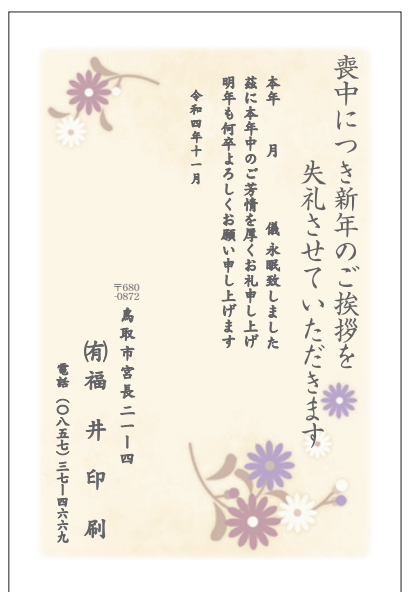 喪中につき新年のご挨拶を
失礼させていただきます
本年　月　　儀 永眠致しました
茲に本年中のご芳情を厚くお礼申し上げ
明年も何卒よろしくお願い申し上げます
令和四年十一月
〒680
-0872
鳥取市宮長二一ー四
㈲福井印刷
電話（〇八五七）三七ー四六六九